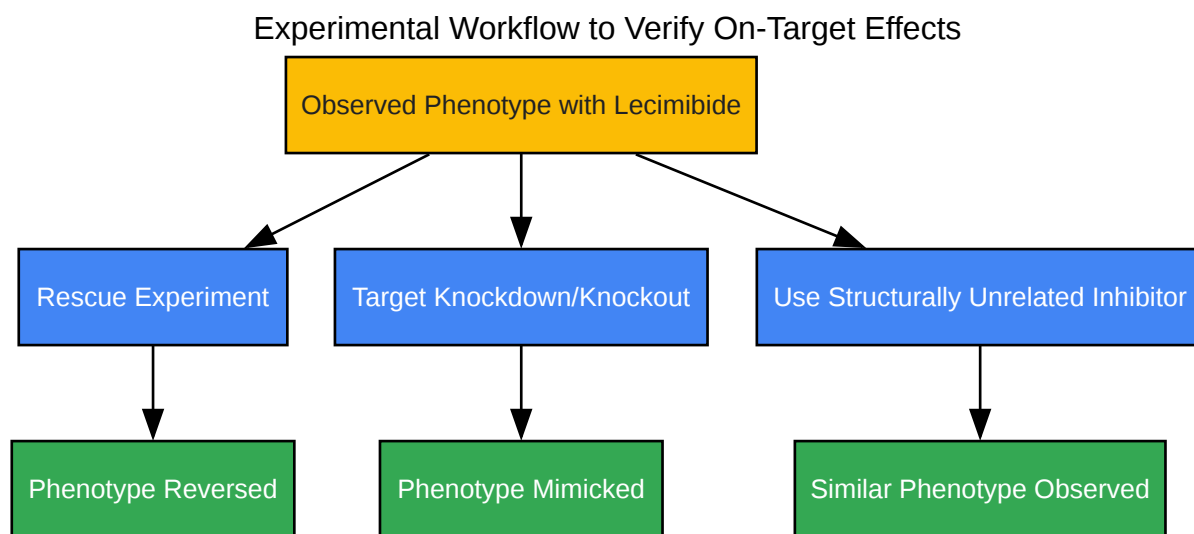 Experimental Workflow to Verify On-Target Effects
Observed Phenotype with Lecimibide
Rescue Experiment
Target Knockdown/Knockout
Use Structurally Unrelated Inhibitor
Phenotype Reversed
Phenotype Mimicked
Similar Phenotype Observed